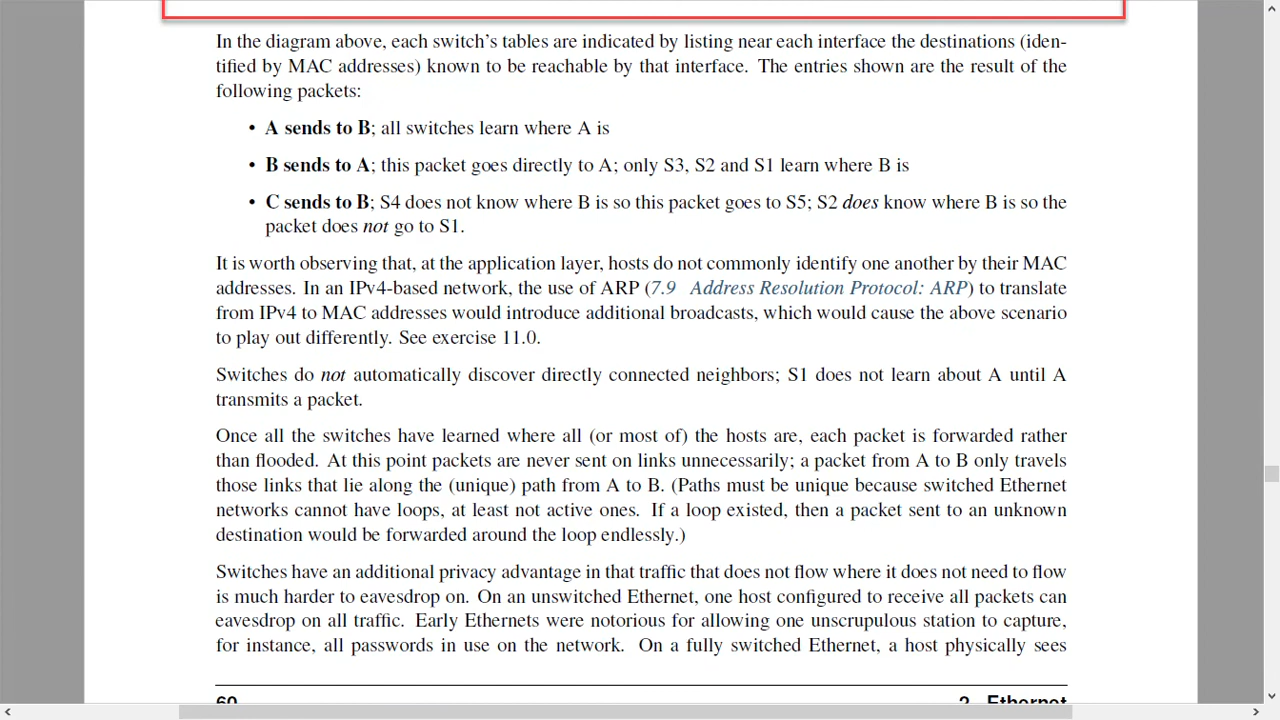 In the diagram above, each switch's tables are indicated by listing near each interface the destinations (iden-
tified by MAC addresses) known to be reachable by that interface. The entries shown are the result of the
following packets:
• A sends to B; all switches learn where A is
• B sends to A; this packet goes directly to A; only S3, S2 and S1 learn where B is
• C sends to B; S4 does not know where B is so this packet goes to S5; S2 does know where B is so the
packet does not go to S1.
It is worth observing that, at the application layer, hosts do not commonly identify one another by their MAC
addresses. In an IPv4-based network, the use of ARP (7.9 Address Resolution Protocol: ARP) to translate
from IPv4 to MAC addresses would introduce additional broadcasts, which would cause the above scenario
to play out differently. See exercise 11.0.
Switches do not automatically discover directly connected neighbors; S1 does not learn about A until A
transmits a packet.
Once all the switches have learned where all (or most of) the hosts are, each packet is forwarded rather
than flooded. At this point packets are never sent on links unnecessarily; a packet from A to B only travels
those links that lie along the (unique) path from A to B. (Paths must be unique because switched Ethernet
networks cannot have loops, at least not active ones. If a loop existed, then a packet sent to an unknown
destination would be forwarded around the loop endlessly.)
Switches have an additional privacy advantage in that traffic that does not flow where it does not need to flow
is much harder to eavesdrop on. On an unswitched Ethernet, one host configured to receive all packets can
eavesdrop on all traffic. Early Ethernets were notorious for allowing one unscrupulous station to capture,
for instance, all passwords in use on the network. On a fully switched Ethernet, a host physically sees
60 2 Ethernet